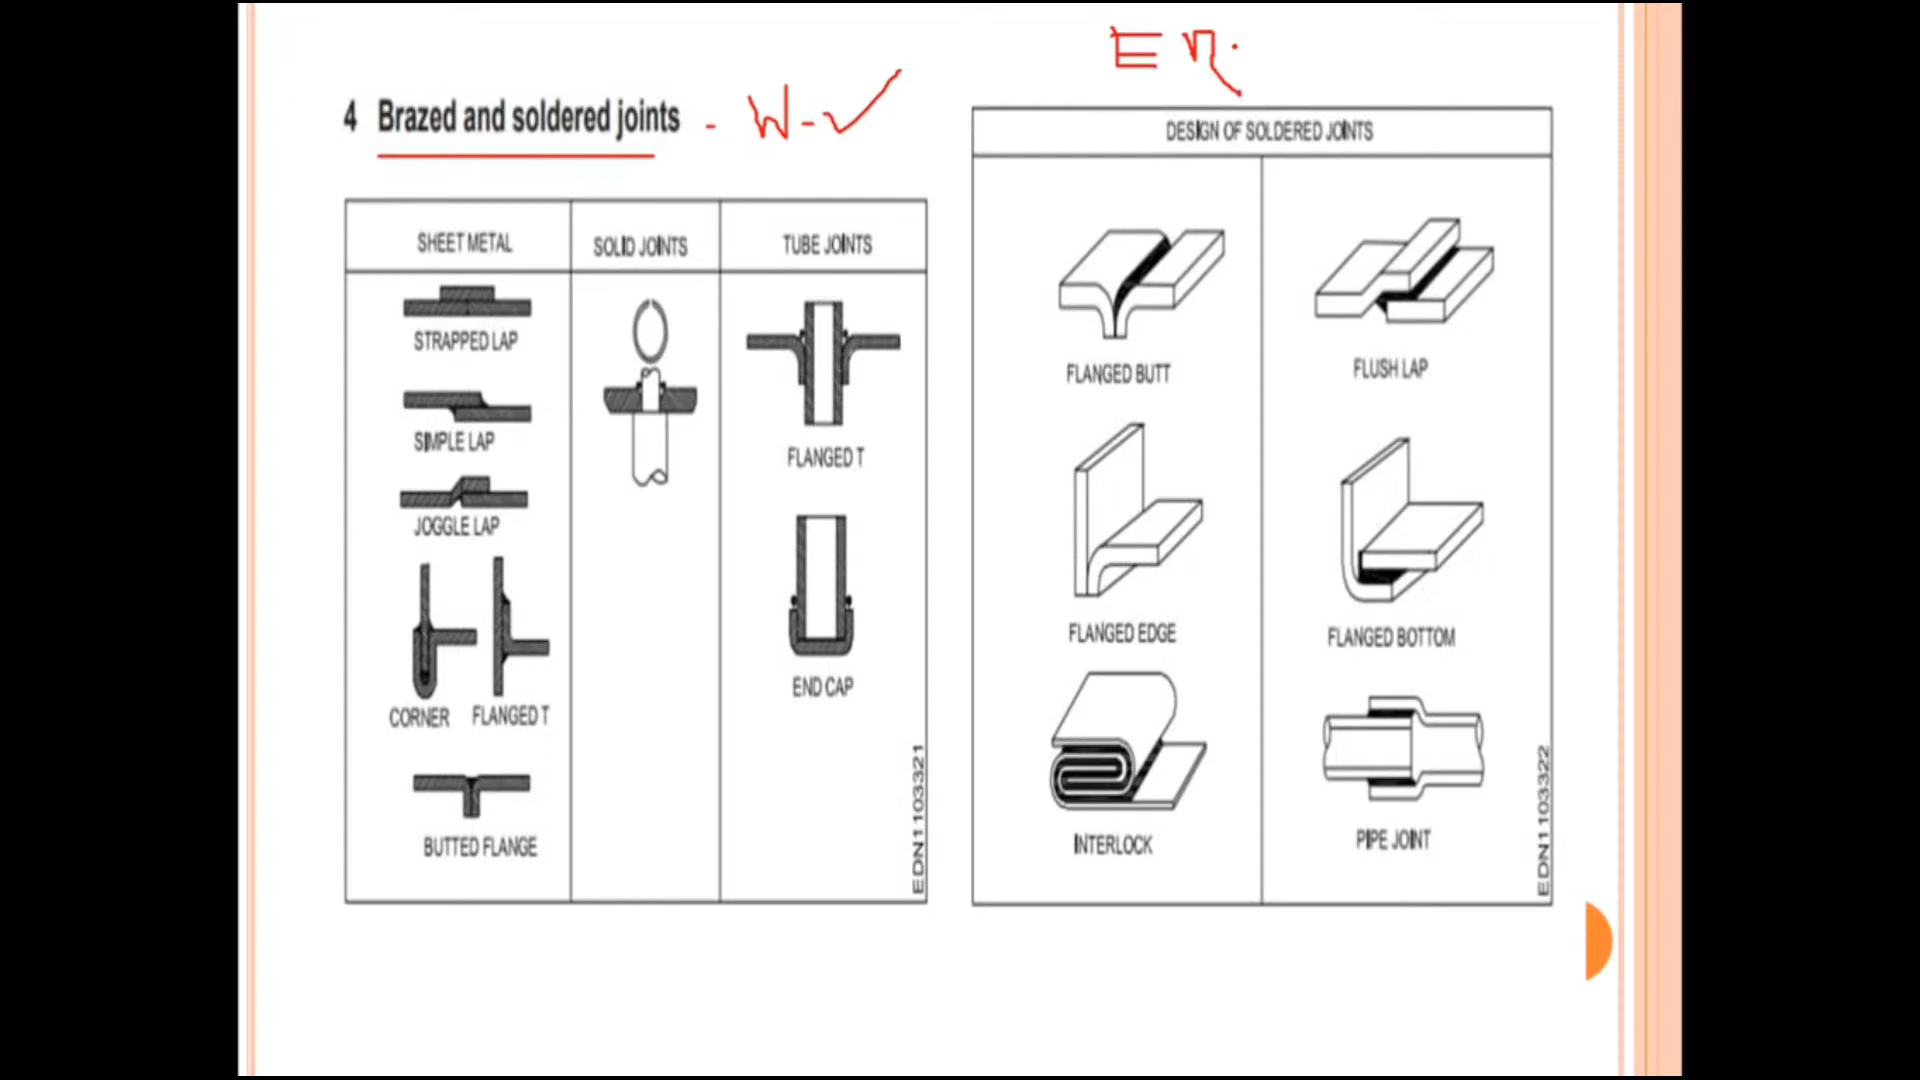 E η.
4 Brazed and soldered joints - W - ✓
SHEET METAL
SOLID JOINTS
TUBE JOINTS
STRAPPED LAP
SIMPLE LAP
JOGGLE LAP
CORNER
FLANGED T
BUTTED FLANGE
FLANGED T
END CAP
EDN1103321
DESIGN OF SOLDERED JOINTS
FLANGED BUTT
FLUSH LAP
FLANGED EDGE
FLANGED BOTTOM
INTERLOCK
PIPE JOINT
EDN1103322